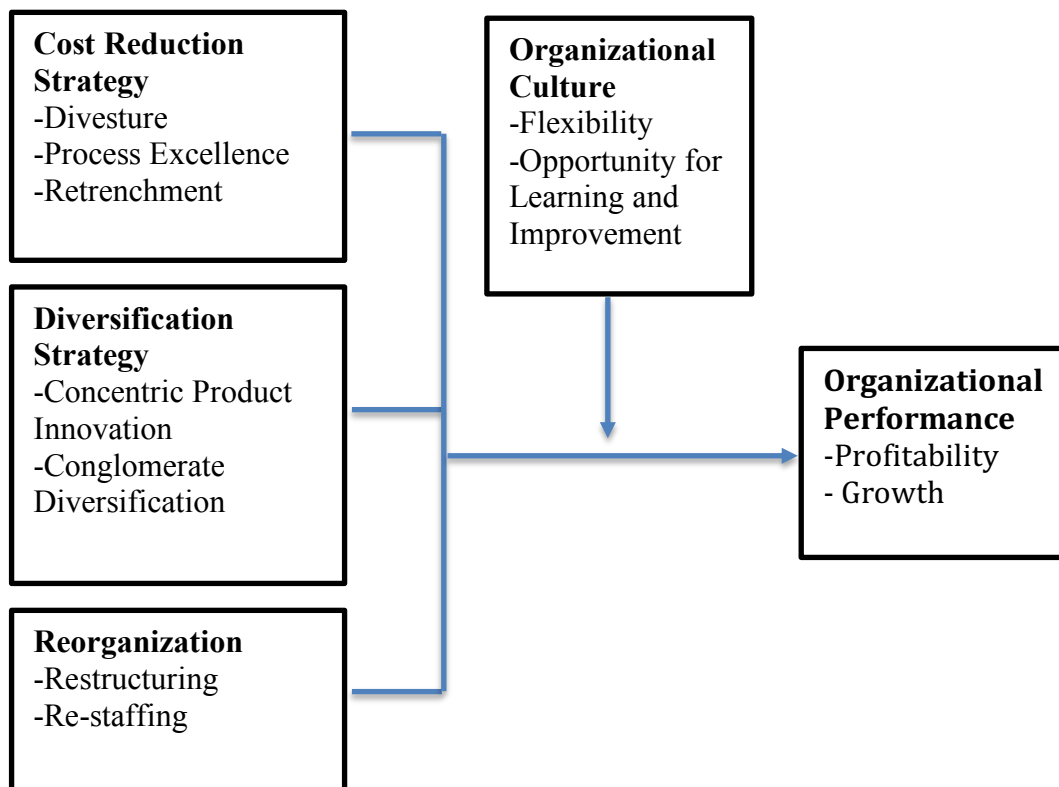 Cost Reduction
Strategy
-Divesture
-Process Excellence
-Retrenchment
Organizational
Culture
-Flexibility
-Opportunity for
Learning and
Improvement
Diversification
Strategy
-Concentric Product
Innovation
-Conglomerate
Diversification
Organizational
Performance
-Profitability
- Growth
Reorganization
-Restructuring
-Re-staffing